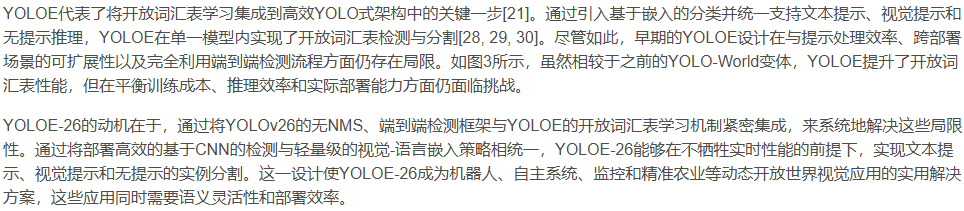 YOLOE代表了将开放词汇表学习集成到高效YOLO式架构中的关键一步[21]。通过引入基于嵌入的分类并统一支持文本提示、视觉提示和
无提示推理，YOLOE在单一模型内实现了开放词汇表检测与分割[28, 29, 30]。尽管如此，早期的YOLOE设计在与提示处理效率、跨部署
场景的可扩展性以及完全利用端到端检测流程方面仍存在局限。如图3所示，虽然相较于之前的YOLO-World变体，YOLOE提升了开放词
汇表性能，但在平衡训练成本、推理效率和实际部署能力方面仍面临挑战。
YOLOE-26的动机在于，通过将YOLOv26的无NMS、端到端检测框架与YOLOE的开放词汇表学习机制紧密集成，来系统地解决这些局限
性。通过将部署高效的基于CNN的检测与轻量级的视觉-语言嵌入策略相统一，YOLOE-26能够在不牺牲实时性能的前提下，实现文本提
示、视觉提示和无提示的实例分割。这一设计使YOLOE-26成为机器人、自主系统、监控和精准农业等动态开放世界视觉应用的实用解决
方案，这些应用同时需要语义灵活性和部署效率。